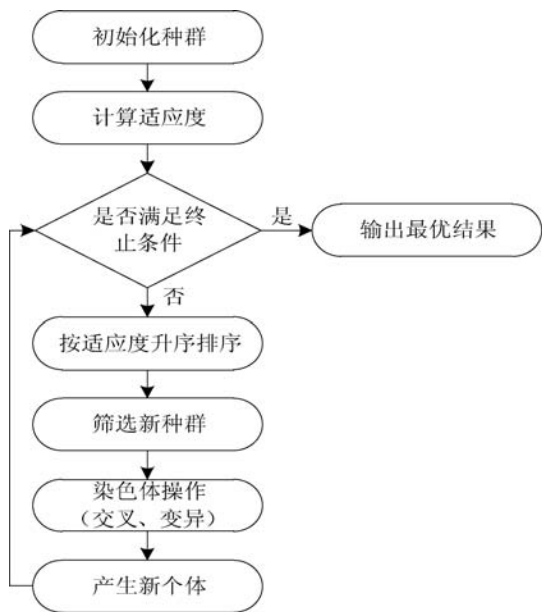 初始化种群
计算适应度
是否满足终
止条件
是
输出最优结果
否
按适应度升序排序
筛选新种群
染色体操作
（交叉、变异）
产生新个体